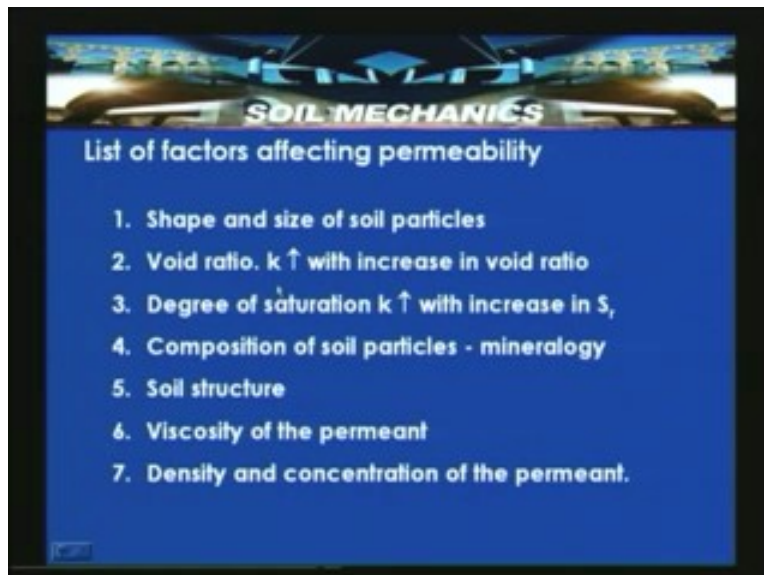 SOIL MECHANICS
List of factors affecting permeability
1. Shape and size of soil particles
2. Void ratio. k ↑ with increase in void ratio
3. Degree of saturation k ↑ with increase in Sr
4. Composition of soil particles - mineralogy
5. Soil structure
6. Viscosity of the permeant
7. Density and concentration of the permeant.